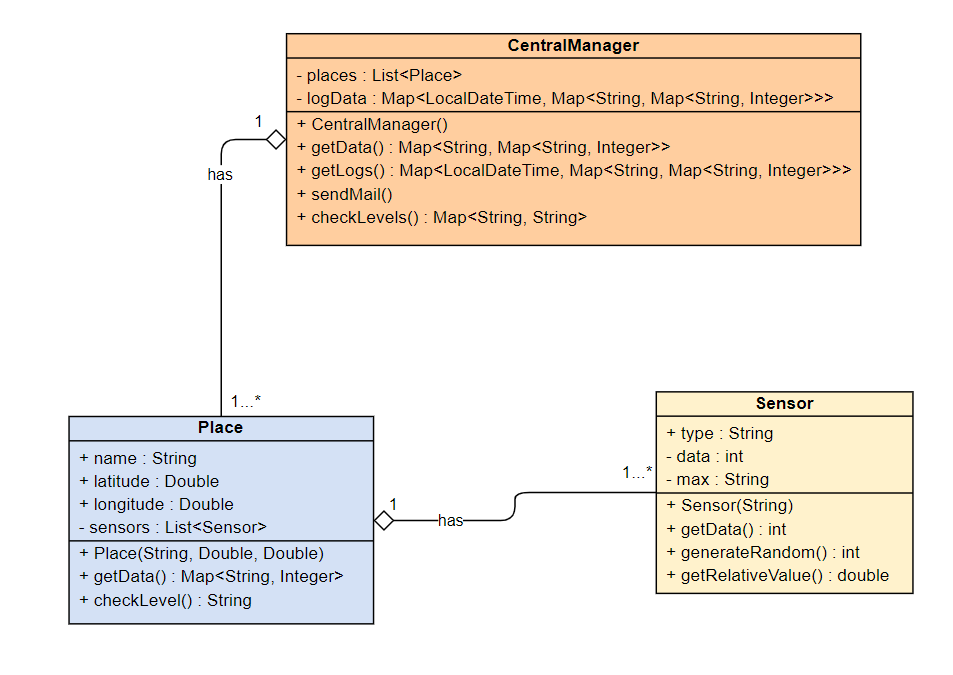 CentralManager
- places : List<Place>
- logData : Map<LocalDateTime, Map<String, Map<String, Integer>>>
+ CentralManager()
+ getData() : Map<String, Map<String, Integer>>
+ getLogs() : Map<LocalDateTime, Map<String, Map<String, Integer>>>
+ sendMail()
+ checkLevels() : Map<String, String>
1
has
1...*
Place
+ name : String
+ latitude : Double
+ longitude : Double
- sensors : List<Sensor>
+ Place(String, Double, Double)
+ getData() : Map<String, Integer>
+ checkLevel() : String
1
has
1...*
Sensor
+ type : String
- data : int
- max : String
+ Sensor(String)
+ getData() : int
+ generateRandom() : int
+ getRelativeValue() : double